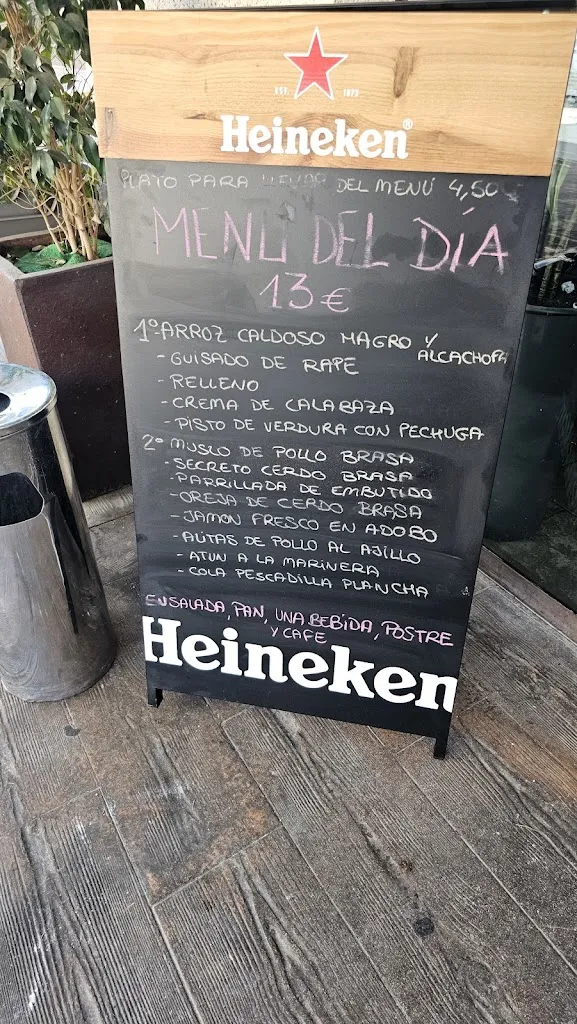 EST. 1873
Heineken®
PLATO PARA LLEVAR DEL MENÚ 4,50€
MENÚ DEL DÍA
13€
1º ARROZ CALDOSO MAGRO Y
ALCACHOFA
- GUISADO DE RAPE
- RELLENO
- CREMA DE CALABAZA
- PISTO DE VERDURA CON PECHUGA
2º MUSLO DE POLLO BRASA
- SECRETO CERDO BRASA
- PARRILLADA DE EMBUTIDO
- OREJA DE CERDO BRASA
- JAMON FRESCO EN ADOBO
- ALITAS DE POLLO AL AJILLO
- ATUN A LA MARINERA
- COLA PESCADILLA PLANCHA
ENSALADA, PAN, UNA BEBIDA, POSTRE
Y CAFE
Heineken